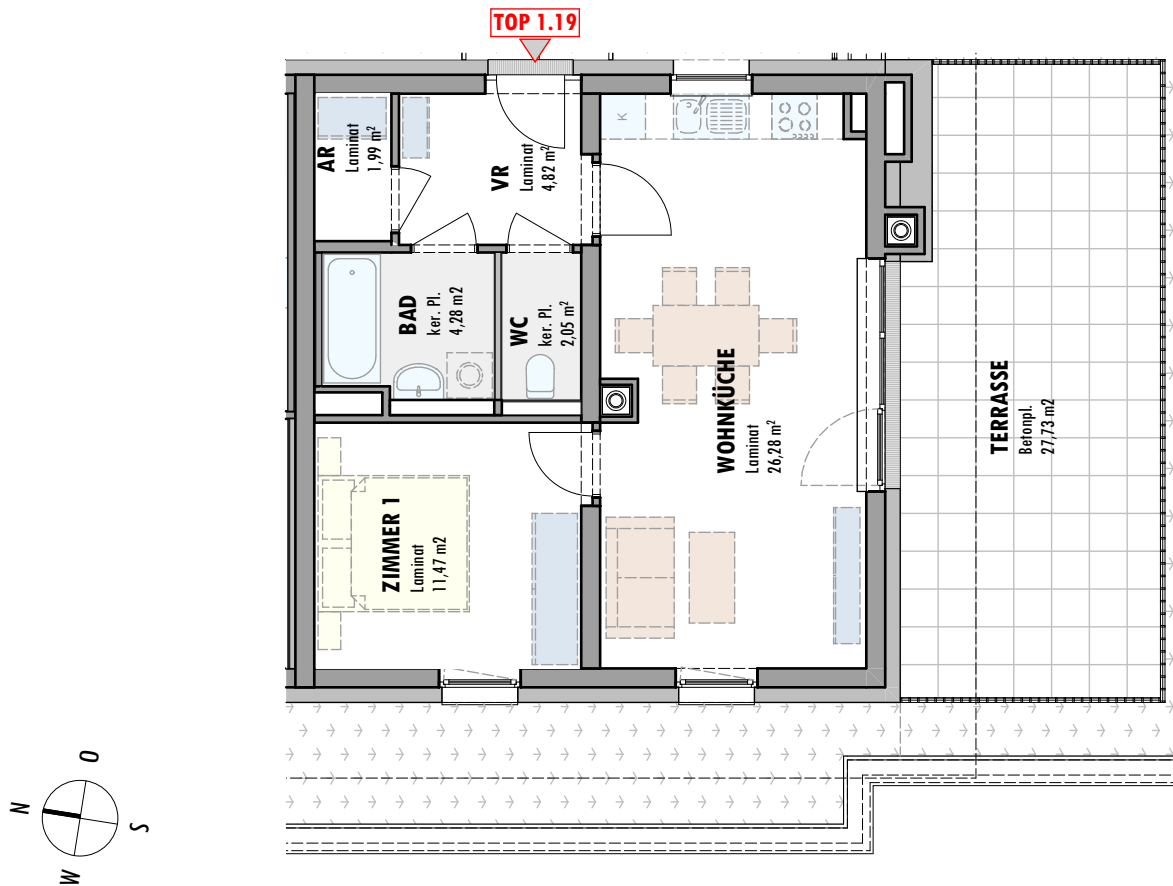 TOP 1.19
AR
Laminat
1,99 m²
VR
Laminat
4,82 m²
K
BAD
ker. Pl.
4,28 m2
WC
ker. Pl.
2,05 m²
WOHNKÜCHE
Laminat
26,28 m²
TERRASSE
Betonpl.
27,73 m2
ZIMMER 1
Laminat
11,47 m2
O
N
S
W